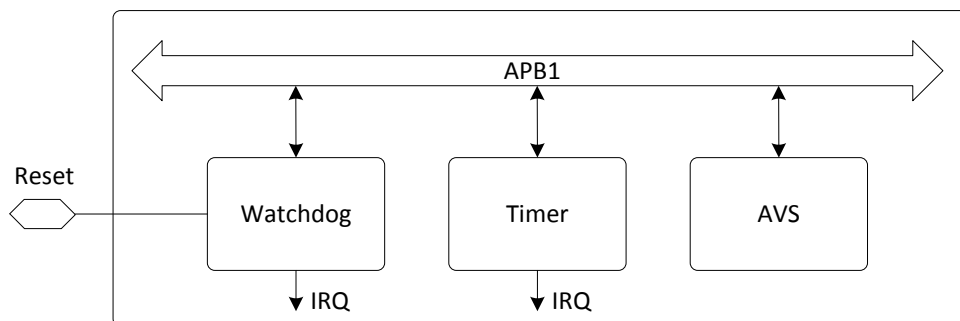 APB1
Reset
Watchdog
Timer
AVS
IRQ
IRQ